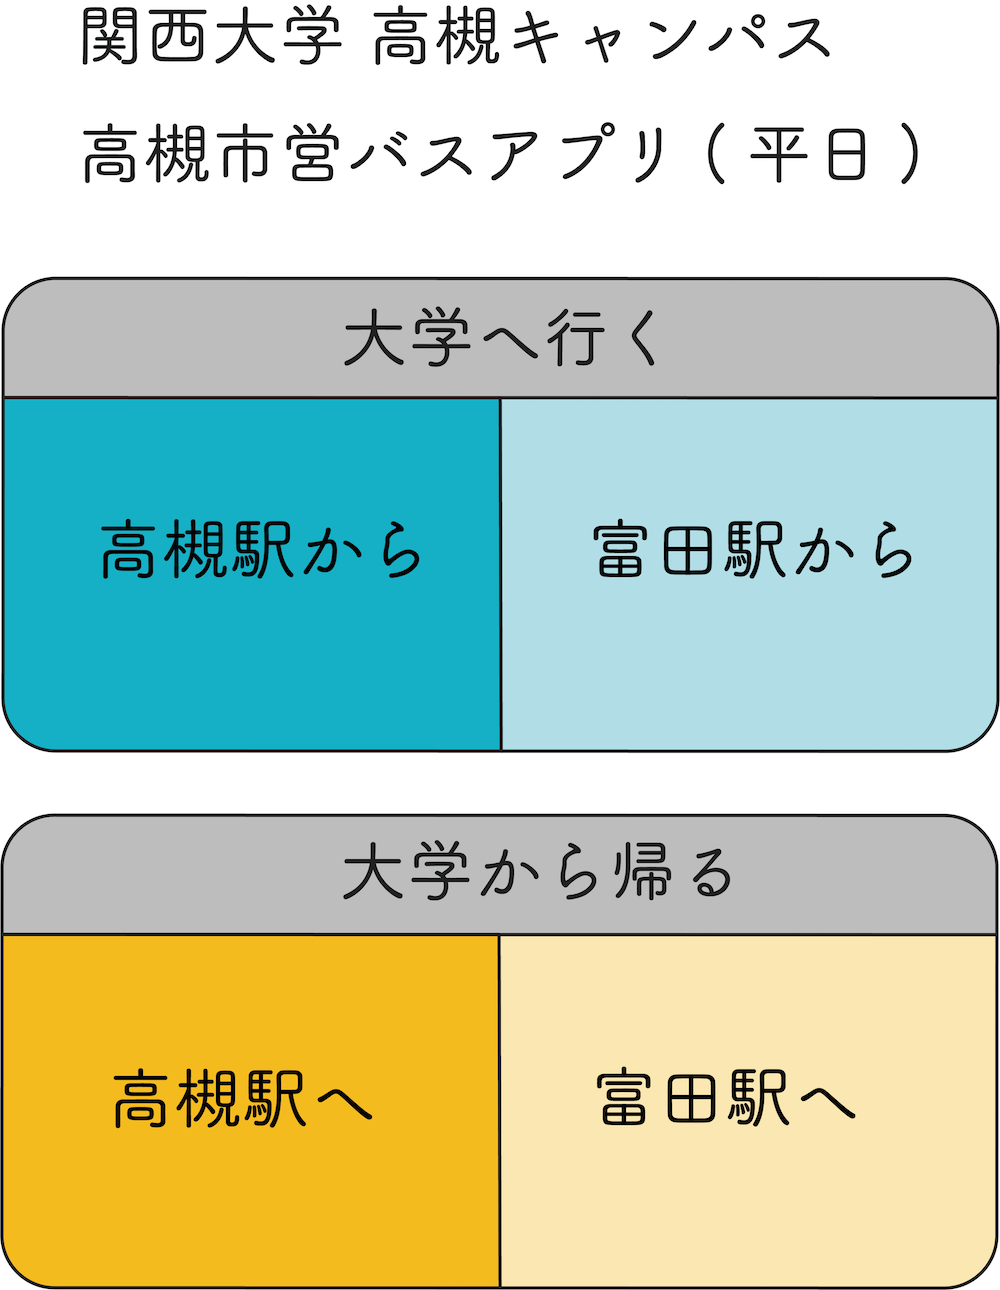 関西大学 高槻キャンパス
高槻市営バスアプリ(平日)
大学へ行く
高槻駅から
富田駅から
大学から帰る
高槻駅へ
富田駅へ